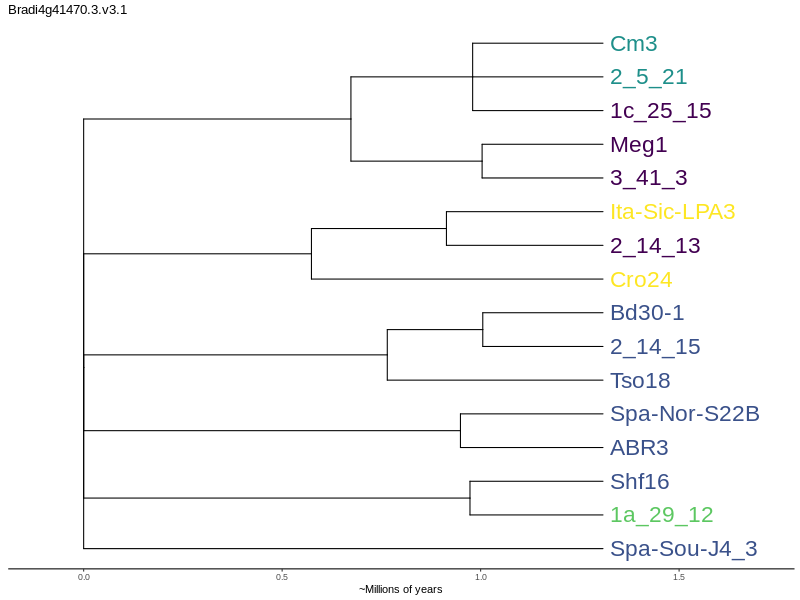 Bradi4g41470.3.v3.1
Cm3
2_5_21
1c_25_15
Meg1
3_41_3
Ita-Sic-LPA3
2_14_13
Cro24
Bd30-1
2_14_15
Tso18
Spa-Nor-S22B
ABR3
Shf16
1a_29_12
Spa-Sou-J4_3
0.0 0.5 1.0 1.5
~Millions of years